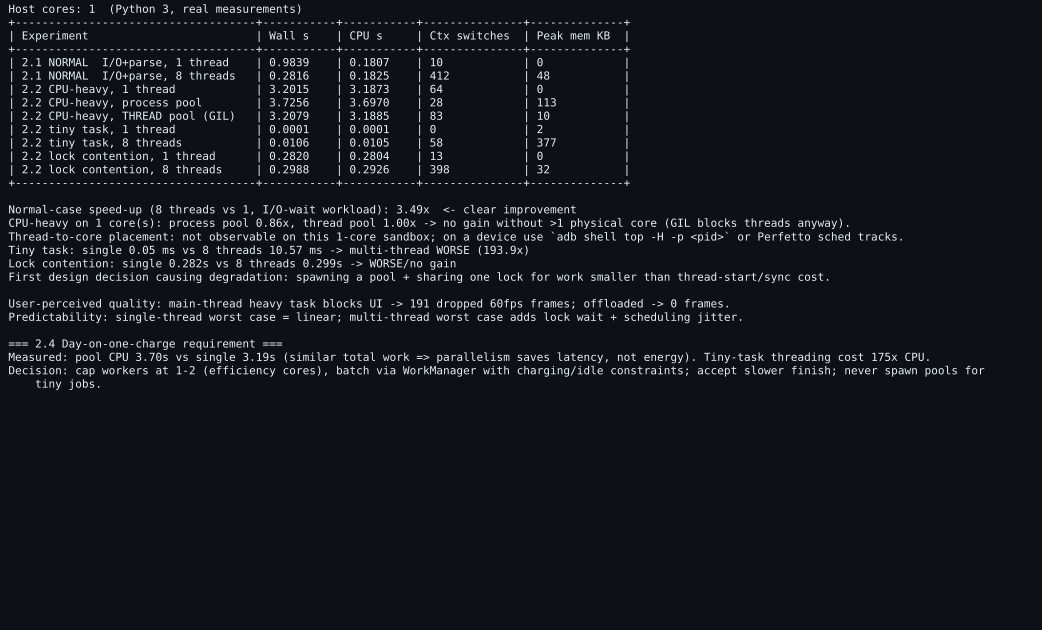 Host cores: 1  (Python 3, real measurements)
+------------------------------------+-----------+-----------+---------------+--------------+
| Experiment                         | Wall s    | CPU s     | Ctx switches  | Peak mem KB  |
+------------------------------------+-----------+-----------+---------------+--------------+
| 2.1 NORMAL  I/O+parse, 1 thread    | 0.9839    | 0.1807    | 10            | 0            |
| 2.1 NORMAL  I/O+parse, 8 threads   | 0.2816    | 0.1825    | 412           | 48           |
| 2.2 CPU-heavy, 1 thread            | 3.2015    | 3.1873    | 64            | 0            |
| 2.2 CPU-heavy, process pool        | 3.7256    | 3.6970    | 28            | 113          |
| 2.2 CPU-heavy, THREAD pool (GIL)   | 3.2079    | 3.1885    | 83            | 10           |
| 2.2 tiny task, 1 thread            | 0.0001    | 0.0001    | 0             | 2            |
| 2.2 tiny task, 8 threads           | 0.0106    | 0.0105    | 58            | 377          |
| 2.2 lock contention, 1 thread      | 0.2820    | 0.2804    | 13            | 0            |
| 2.2 lock contention, 8 threads     | 0.2988    | 0.2926    | 398           | 32           |
+------------------------------------+-----------+-----------+---------------+--------------+
Normal-case speed-up (8 threads vs 1, I/O-wait workload): 3.49x  <- clear improvement
CPU-heavy on 1 core(s): process pool 0.86x, thread pool 1.00x -> no gain without >1 physical core (GIL blocks threads anyway).
Thread-to-core placement: not observable on this 1-core sandbox; on a device use `adb shell top -H -p <pid>` or Perfetto sched tracks.
Tiny task: single 0.05 ms vs 8 threads 10.57 ms -> multi-thread WORSE (193.9x)
Lock contention: single 0.282s vs 8 threads 0.299s -> WORSE/no gain
First design decision causing degradation: spawning a pool + sharing one lock for work smaller than thread-start/sync cost.
User-perceived quality: main-thread heavy task blocks UI -> 191 dropped 60fps frames; offloaded -> 0 frames.
Predictability: single-thread worst case = linear; multi-thread worst case adds lock wait + scheduling jitter.
=== 2.4 Day-on-one-charge requirement ===
Measured: pool CPU 3.70s vs single 3.19s (similar total work => parallelism saves latency, not energy). Tiny-task threading cost 175x CPU.
Decision: cap workers at 1-2 (efficiency cores), batch via WorkManager with charging/idle constraints; accept slower finish; never spawn pools for
tiny jobs.